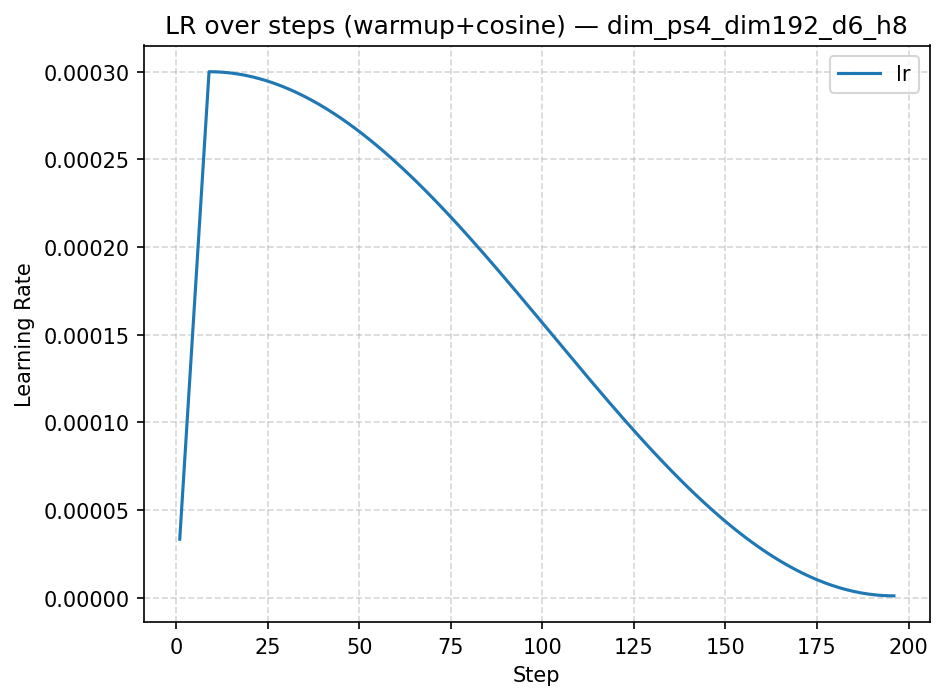 LR over steps (warmup+cosine) — dim_ps4_dim192_d6_h8
lr
0.00030
0.00025
0.00020
0.00015
0.00010
0.00005
0.00000
Learning Rate
0 25 50 75 100 125 150 175 200
Step